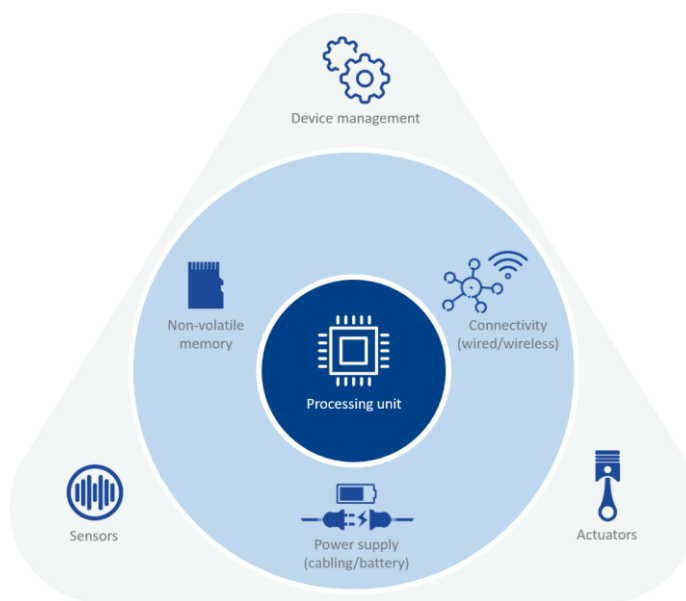 Device management
Non-volatile
memory
Connectivity
(wired/wireless)
Processing unit
Sensors
Power supply
(cabling/battery)
Actuators